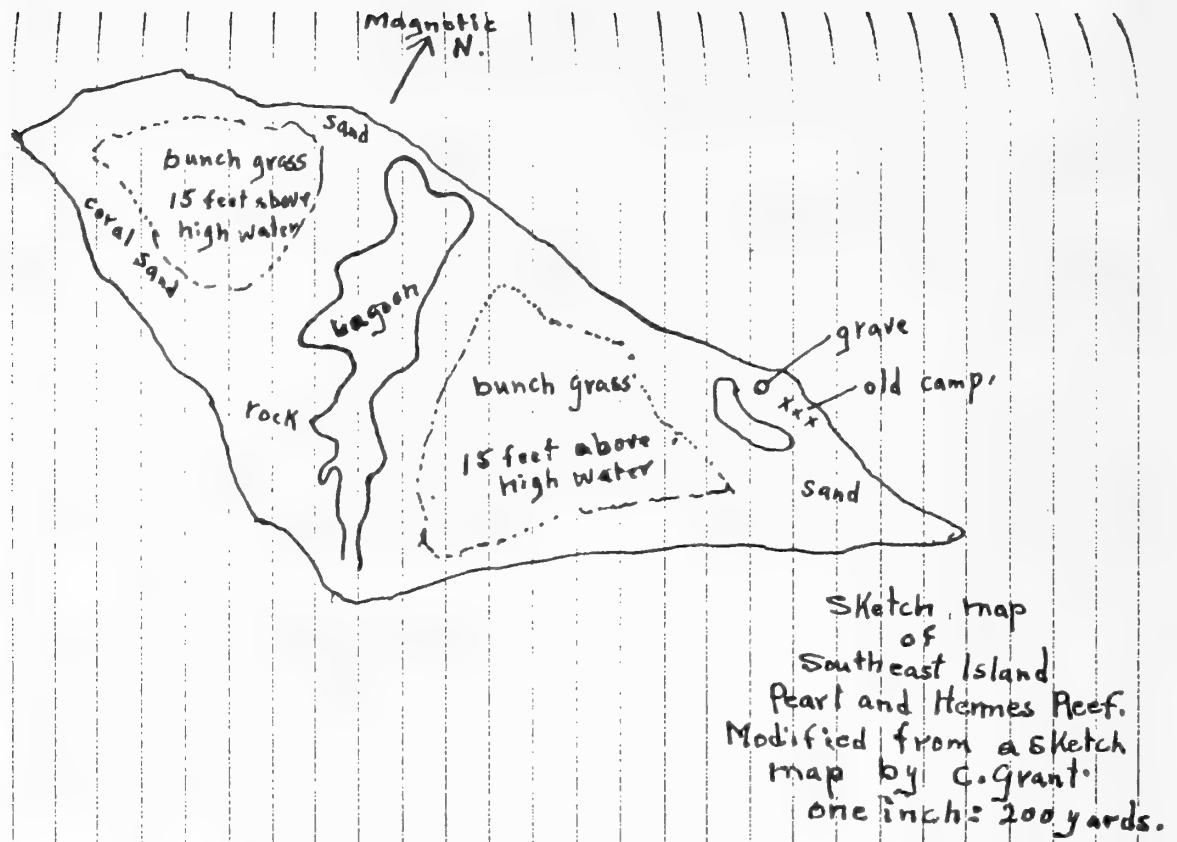 Magnetic
N.
sand
bunch grass
15 feet above
high water
coral
sand
Lagoon
rock
bunch grass
15 feet above
high water
grave
old camp.
xxx
sand
Sketch map
of
Southeast Island
Pearl and Hermes Reef.
Modified from a sketch
map by C. Grant.
one inch = 200 yards.